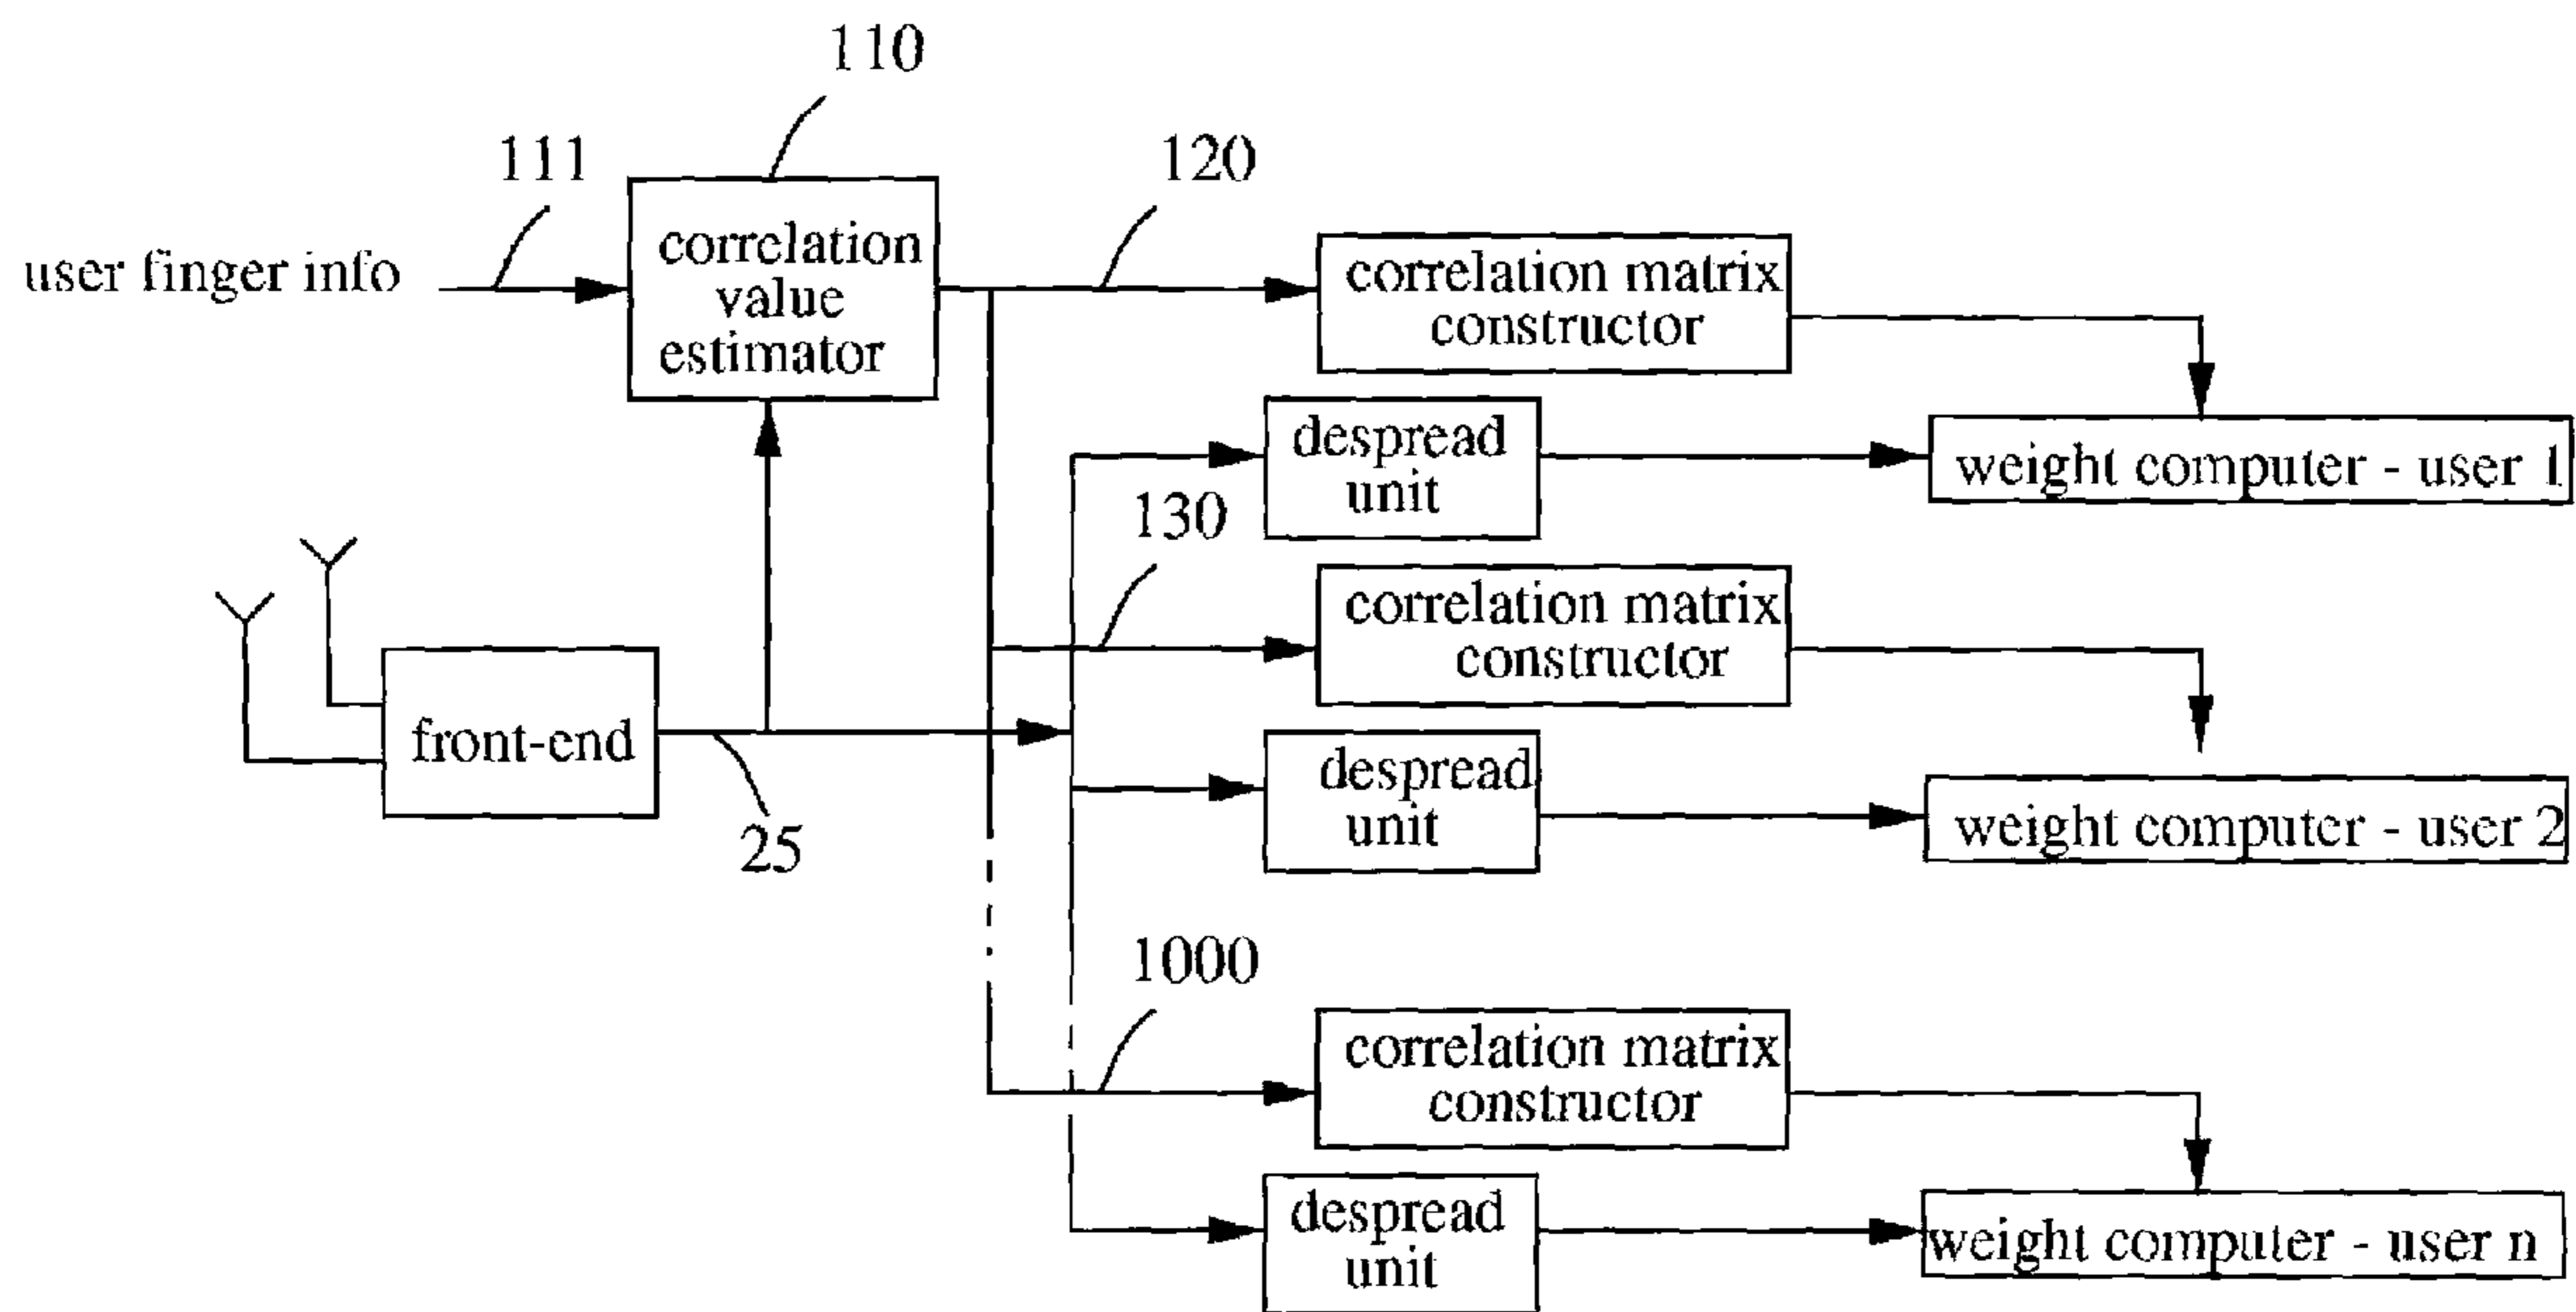 110
111
120
user finger info
correlation
value
estimator
correlation matrix
constructor
despread
unit
weight computer - user 1
130
correlation matrix
constructor
front-end
25
despread
unit
weight computer - user 2
1000
correlation matrix
constructor
despread
unit
weight computer - user n